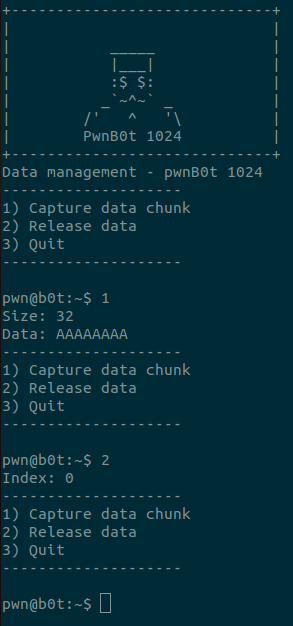 +----------------------------+
|                            |
|           _____            |
|           |___|            |
|           :$ $:            |
|          _`~^~` _          |
|        /'   ^   '\         |
|        PwnB0t 1024         |
+----------------------------+
Data management - pwnB0t 1024
--------------------
1) Capture data chunk
2) Release data
3) Quit
--------------------
pwn@b0t:~$ 1
Size: 32
Data: AAAAAAAA
--------------------
1) Capture data chunk
2) Release data
3) Quit
--------------------
pwn@b0t:~$ 2
Index: 0
--------------------
1) Capture data chunk
2) Release data
3) Quit
--------------------
pwn@b0t:~$